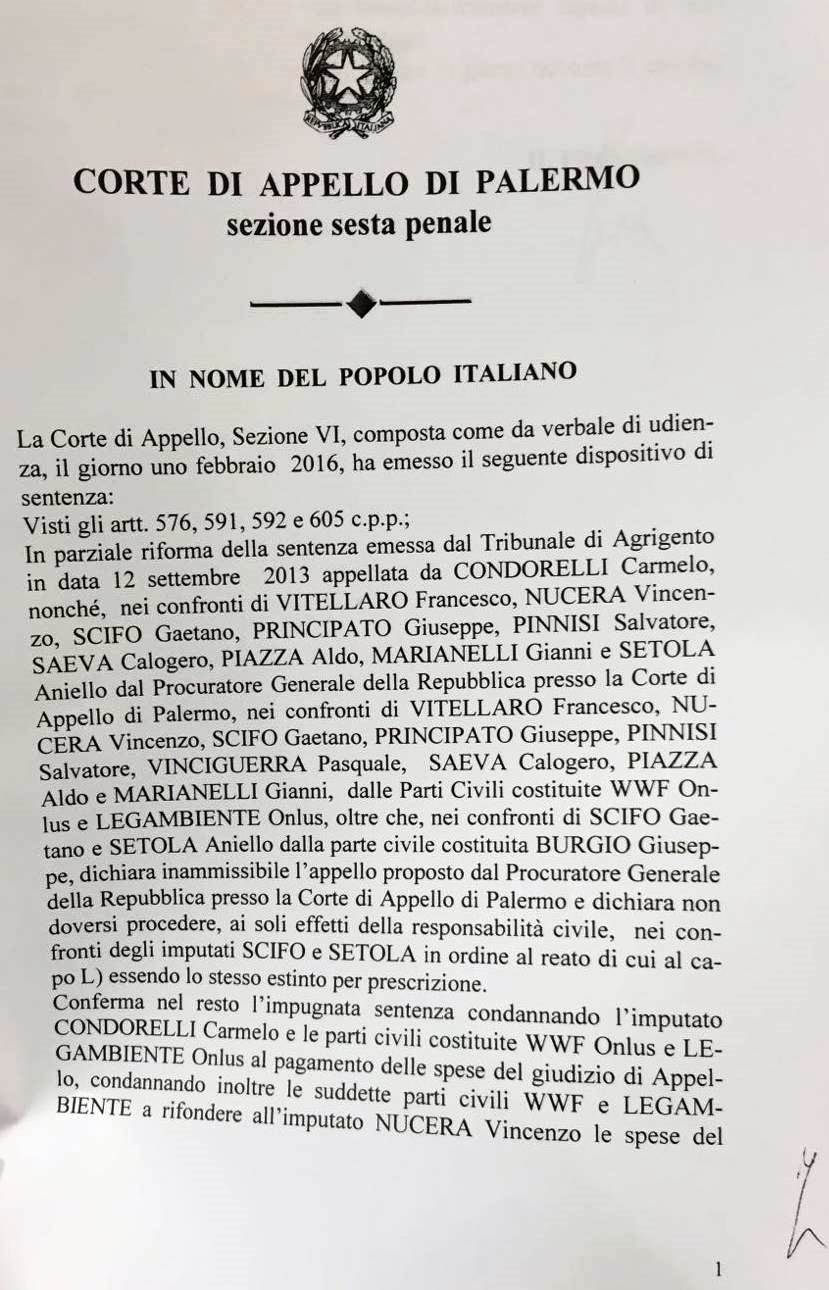 REPVBBLICA ITALIANA
CORTE DI APPELLO DI PALERMO
sezione sesta penale
IN NOME DEL POPOLO ITALIANO
La Corte di Appello, Sezione VI, composta come da verbale di udien-
za, il giorno uno febbraio 2016, ha emesso il seguente dispositivo di
sentenza:
Visti gli artt. 576, 591, 592 e 605 c.p.p.;
In parziale riforma della sentenza emessa dal Tribunale di Agrigento
in data 12 settembre 2013 appellata da CONDORELLI Carmelo,
nonché, nei confronti di VITELLARO Francesco, NUCERA Vincen-
zo, SCIFO Gaetano, PRINCIPATO Giuseppe, PINNISI Salvatore,
SAEVA Calogero, PIAZZA Aldo, MARIANELLI Gianni e SETOLA
Aniello dal Procuratore Generale della Repubblica presso la Corte di
Appello di Palermo, nei confronti di VITELLARO Francesco, NU-
CERA Vincenzo, SCIFO Gaetano, PRINCIPATO Giuseppe, PINNISI
Salvatore, VINCIGUERRA Pasquale, SAEVA Calogero, PIAZZA
Aldo e MARIANELLI Gianni, dalle Parti Civili costituite WWF On-
lus e LEGAMBIENTE Onlus, oltre che, nei confronti di SCIFO Gae-
tano e SETOLA Aniello dalla parte civile costituita BURGIO Giusep-
pe, dichiara inammissibile l'appello proposto dal Procuratore Generale
della Repubblica presso la Corte di Appello di Palermo e dichiara non
doversi procedere, ai soli effetti della responsabilità civile, nei con-
fronti degli imputati SCIFO e SETOLA in ordine al reato di cui al ca-
po L) essendo lo stesso estinto per prescrizione.
Conferma nel resto l'impugnata sentenza condannando l'imputato
CONDORELLI Carmelo e le parti civili costituite WWF Onlus e LE-
GAMBIENTE Onlus al pagamento delle spese del giudizio di Appel-
lo, condannando inoltre le suddette parti civili WWF e LEGAM-
BIENTE a rifondere all'imputato NUCERA Vincenzo le spese del
1